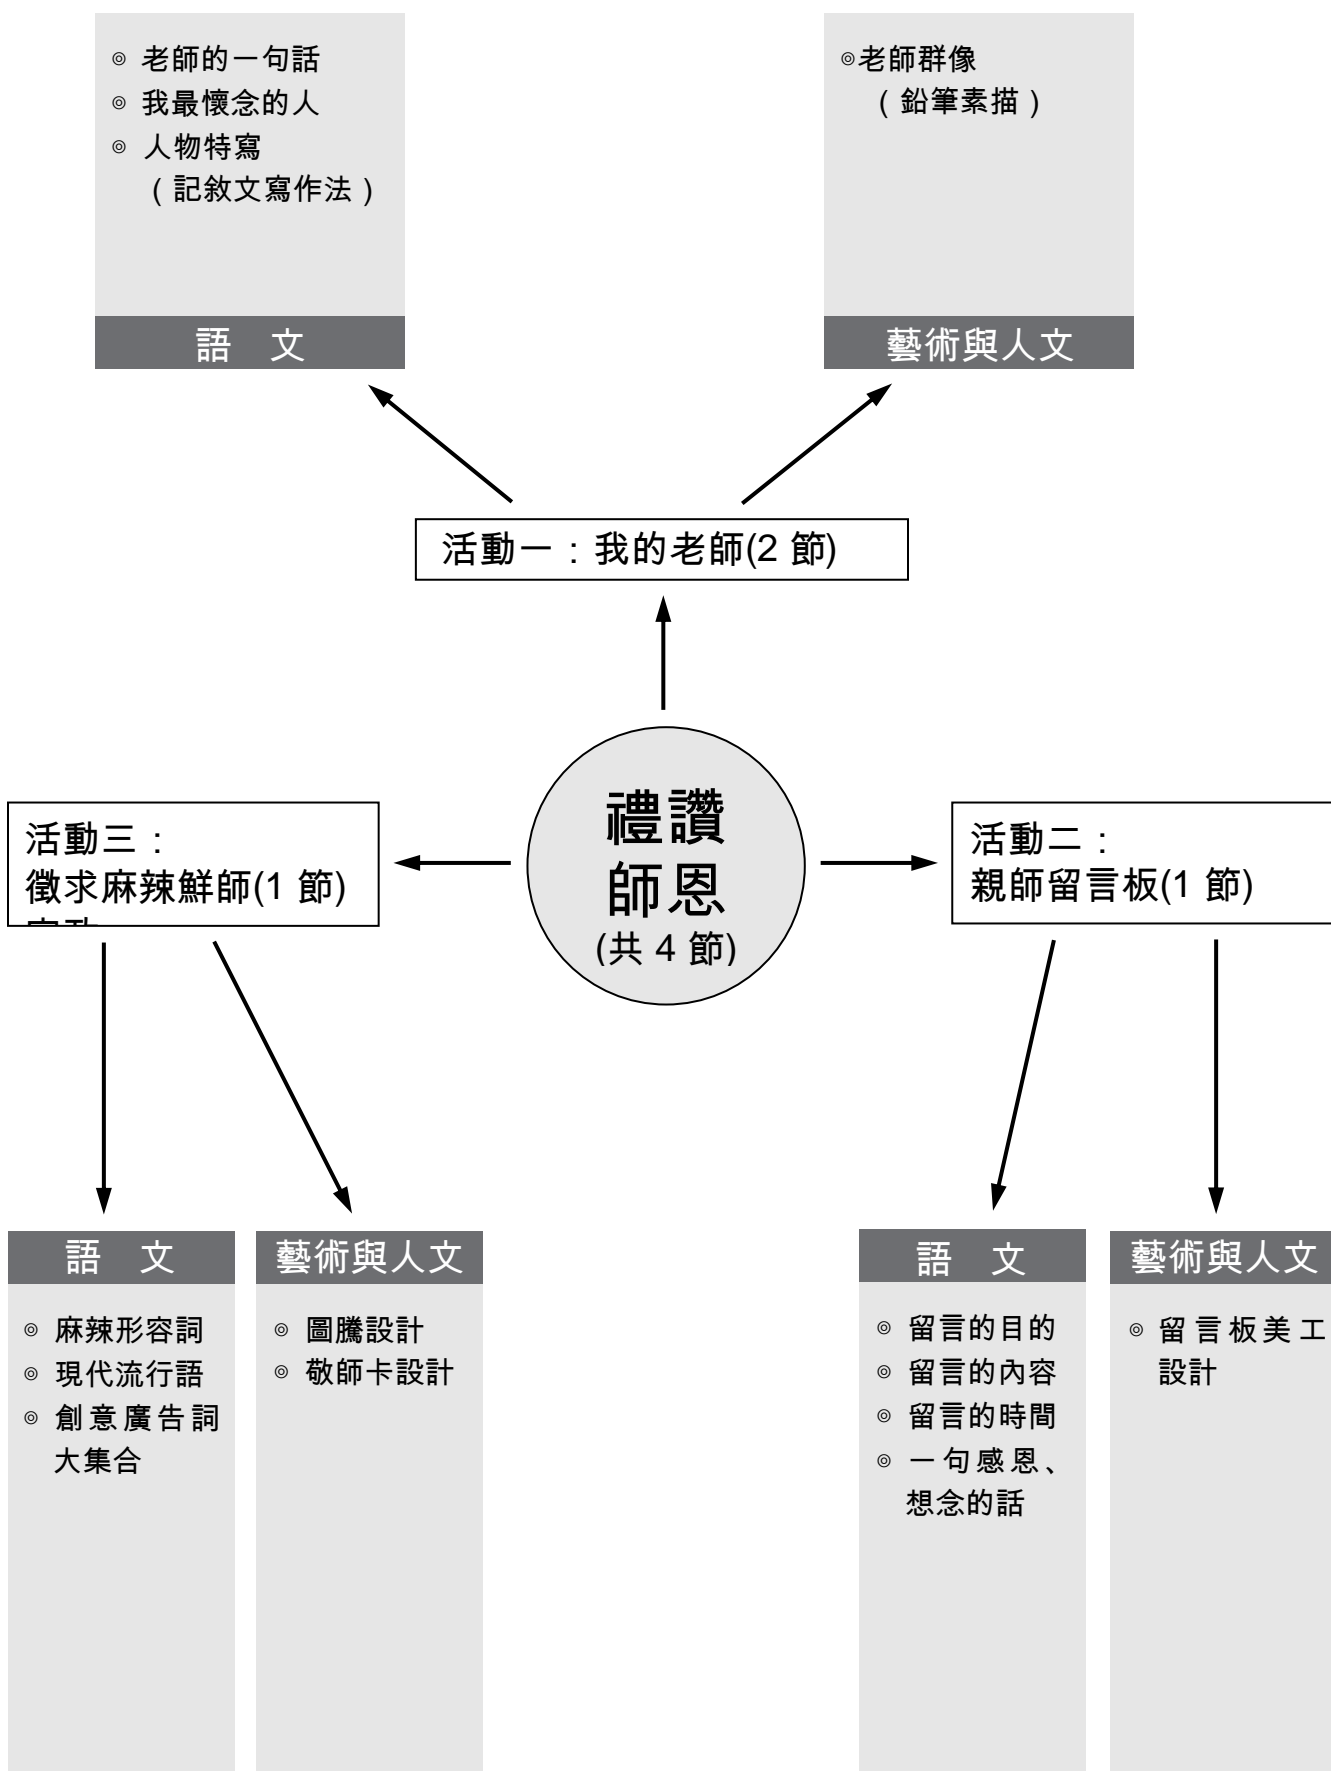 ◎ 老師的一句話
◎ 我最懷念的人
◎ 人物特寫
（記敘文寫作法）
語　文
◎老師群像
（鉛筆素描）
藝術與人文
活動一：我的老師(2 節)
禮讚
師恩
(共 4 節)
活動三：
徵求麻辣鮮師(1 節)
活動二：
親師留言板(1 節)
語　文
◎ 麻辣形容詞
◎ 現代流行語
◎ 創意廣告詞
大集合
藝術與人文
◎ 圖騰設計
◎ 敬師卡設計
語　文
◎ 留言的目的
◎ 留言的內容
◎ 留言的時間
◎ 一句感恩、
想念的話
藝術與人文
◎ 留言板美工
設計